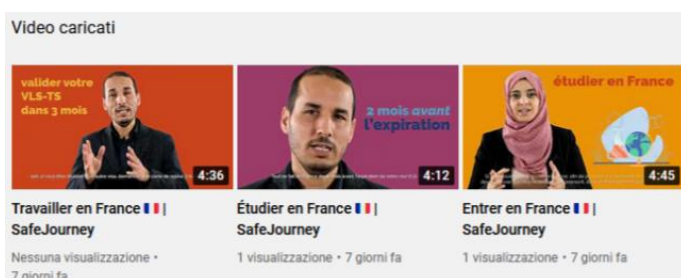 Video caricati
valider votre
VLS-TS
dans 3 mois
4:36
2 mois avant
l'expiration
4:12
étudier en France
4:45
Travailler en France 🇫🇷 |
SafeJourney
Nessuna visualizzazione •
7 giorni fa
Étudier en France 🇫🇷 |
SafeJourney
1 visualizzazione • 7 giorni fa
Entrer en France 🇫🇷 |
SafeJourney
1 visualizzazione • 7 giorni fa